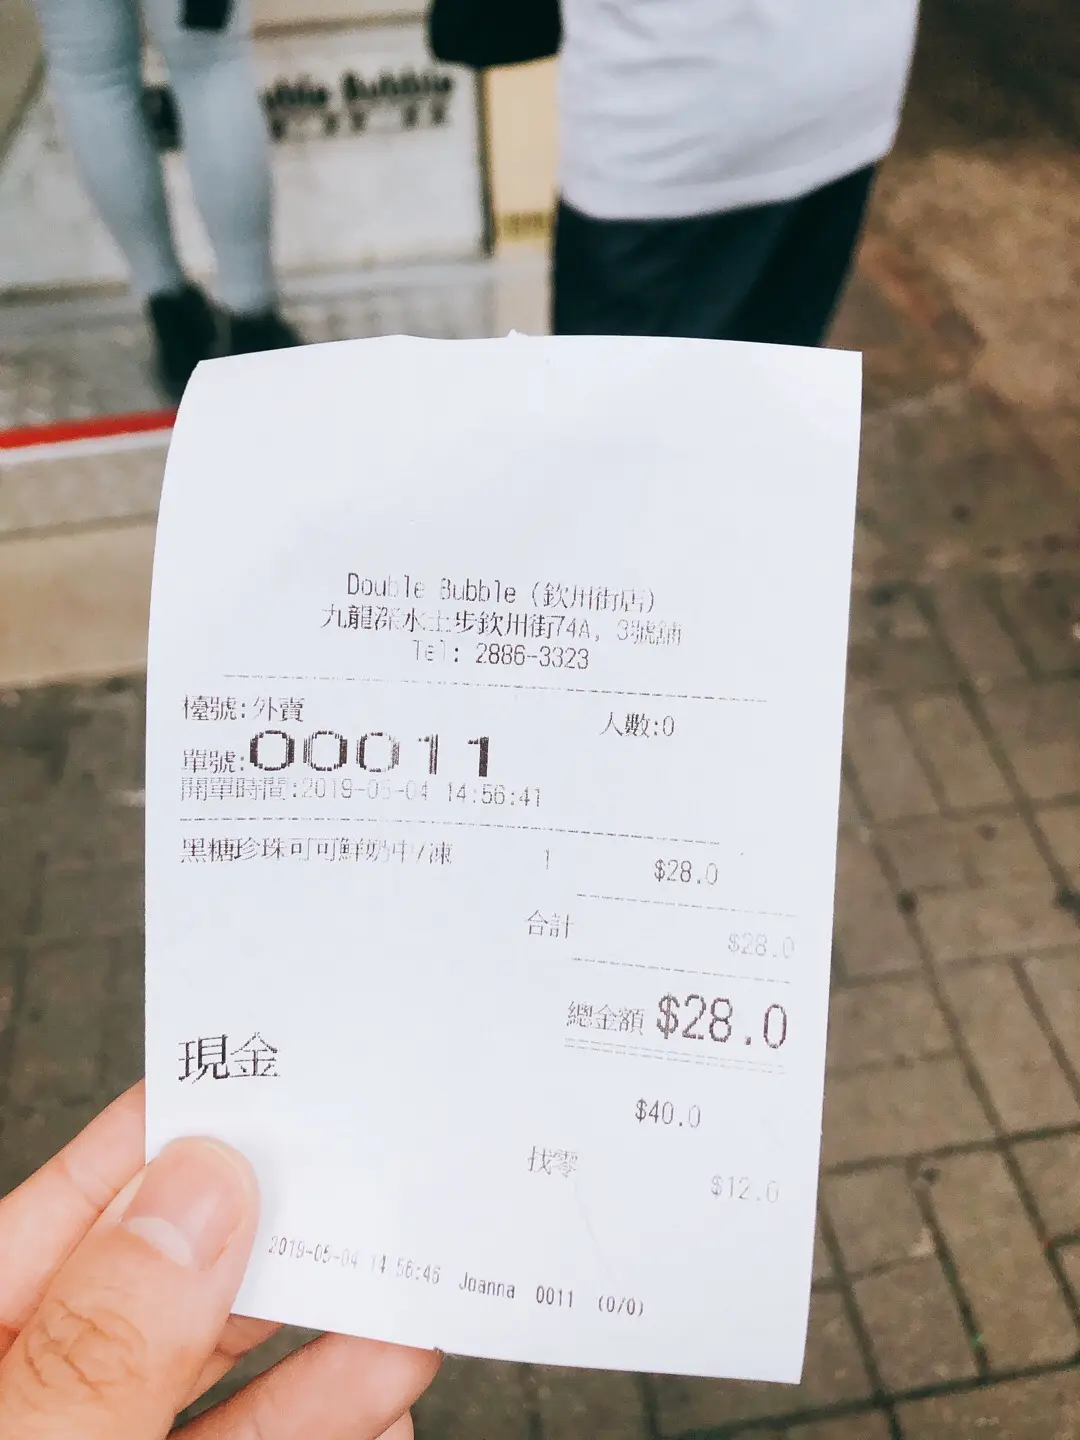 Double Bubble
Double Bubble (欽州街店)
九龍深水土步欽州街74A, 3號舖
Tel: 2886-3323
檯號:外賣 人數:0
單號:00011
開單時間:2019-05-04 14:56:41
黑糖珍珠可可鮮奶中/凍 1 $28.0
合計 $28.0
總金額 $28.0
現金 $40.0
找零 $12.0
2019-05-04 14:56:46 Joanna 0011 (0/0)